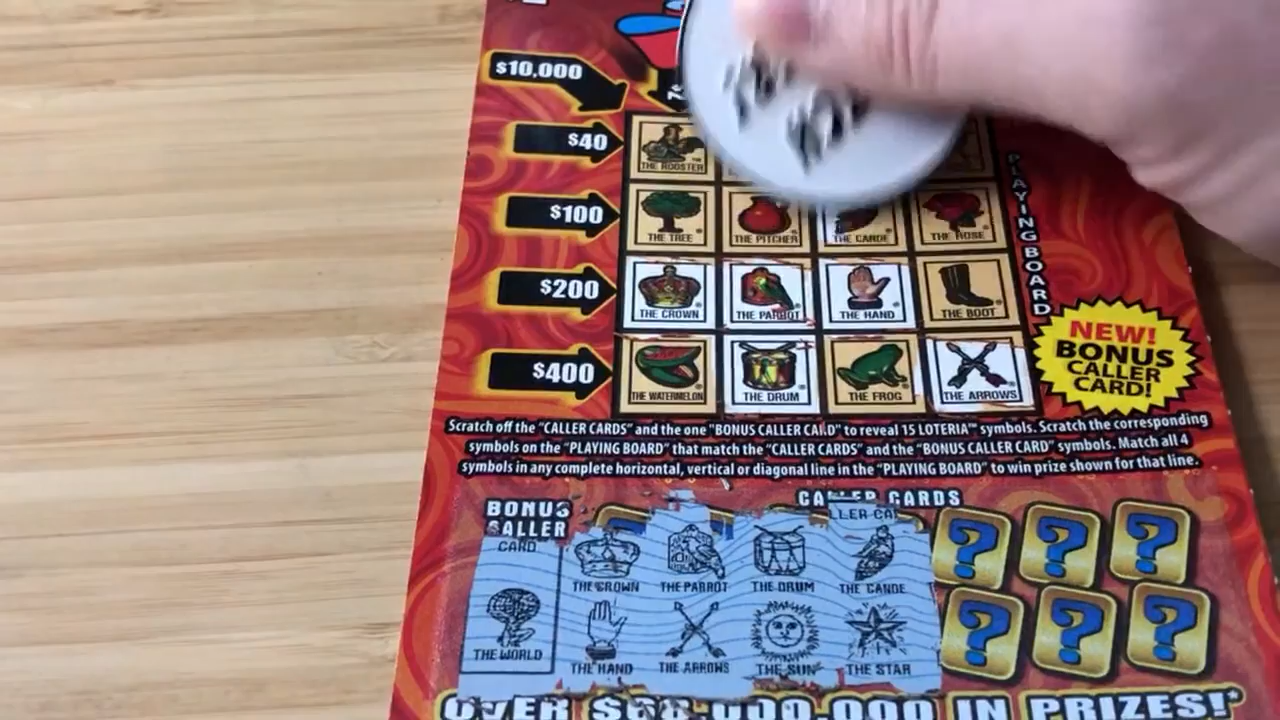 $10,000
$40
THE ROOSTER
$100
THE TREE
THE PITCHER
THE CANOE
THE ROSE
$200
THE CROWN
THE PARROT
THE HAND
THE BOOT
$400
THE WATERMELON
THE DRUM
THE FROG
THE ARROWS
PLAYING BOARD
NEW!
BONUS
CALLER
CARD!
Scratch off the "CALLER CARDS" and the one "BONUS CALLER CARD" to reveal 15 LOTERIA™ symbols. Scratch the corresponding
symbols on the "PLAYING BOARD" that match the "CALLER CARDS" and the "BONUS CALLER CARD" symbols. Match all 4
symbols in any complete horizontal, vertical or diagonal line in the "PLAYING BOARD" to win prize shown for that line.
BONUS
CALLER
CARD
CALLER CARDS
THE WORLD
THE CROWN
THE PARROT
THE DRUM
THE CANOE
? ? ?
THE HAND
THE ARROWS
THE SUN
THE STAR
? ? ?
OVER $68,000,000 IN PRIZES!*